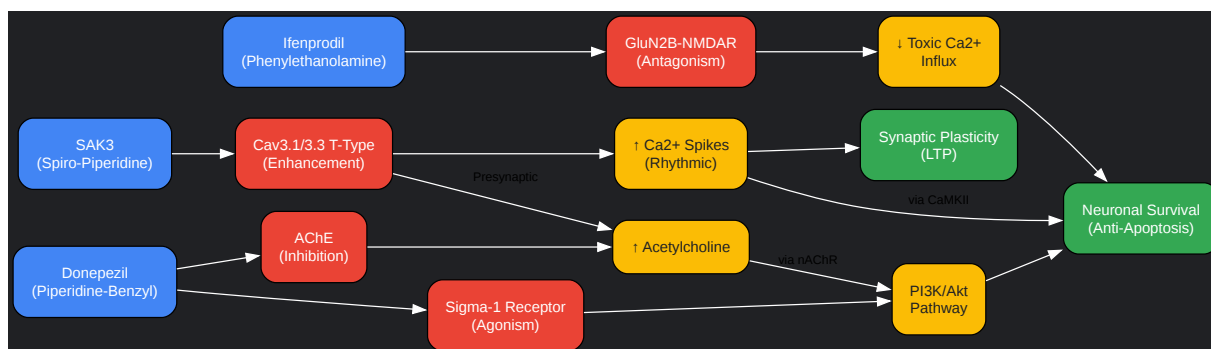 Ifenprodil
(Phenylethanolamine)
GluN2B-NMDAR
(Antagonism)
↓ Toxic Ca2+
Influx
SAK3
(Spiro-Piperidine)
Cav3.1/3.3 T-Type
(Enhancement)
↑ Ca2+ Spikes
(Rhythmic)
Synaptic Plasticity
(LTP)
Presynaptic
via CaMKII
Neuronal Survival
(Anti-Apoptosis)
AChE
(Inhibition)
↑ Acetylcholine
via nAChR
Donepezil
(Piperidine-Benzyl)
Sigma-1 Receptor
(Agonism)
PI3K/Akt
Pathway